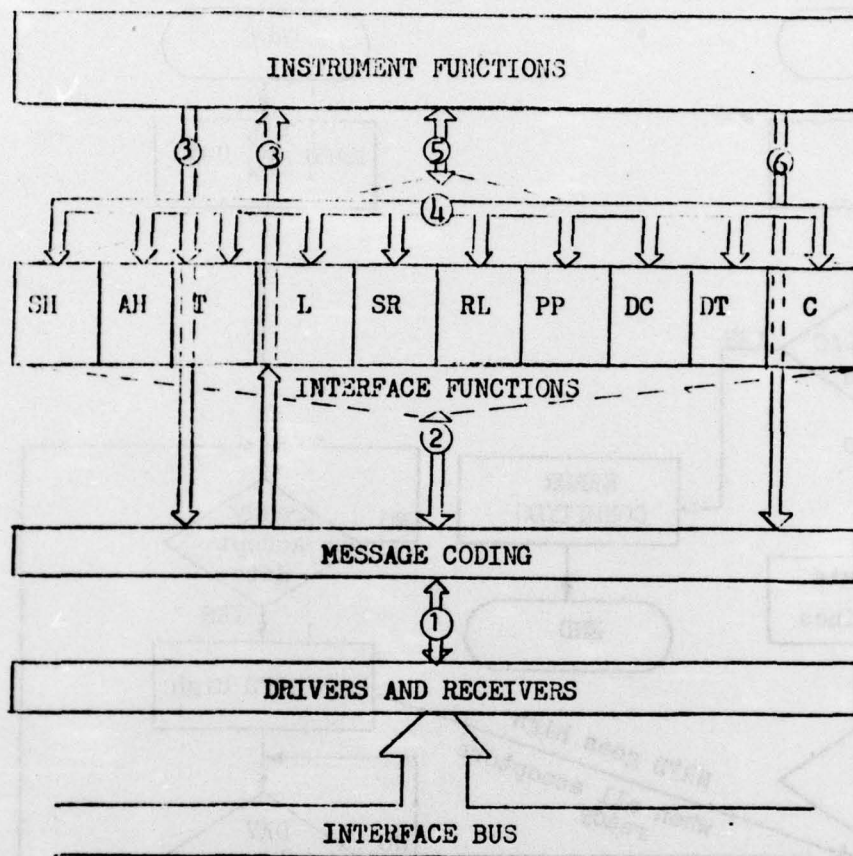 INSTRUMENT FUNCTIONS
3 3 5 6
4
SH AH T L SR RL PP DC DT C
INTERFACE FUNCTIONS
2
MESSAGE CODING
1
DRIVERS AND RECEIVERS
INTERFACE BUS